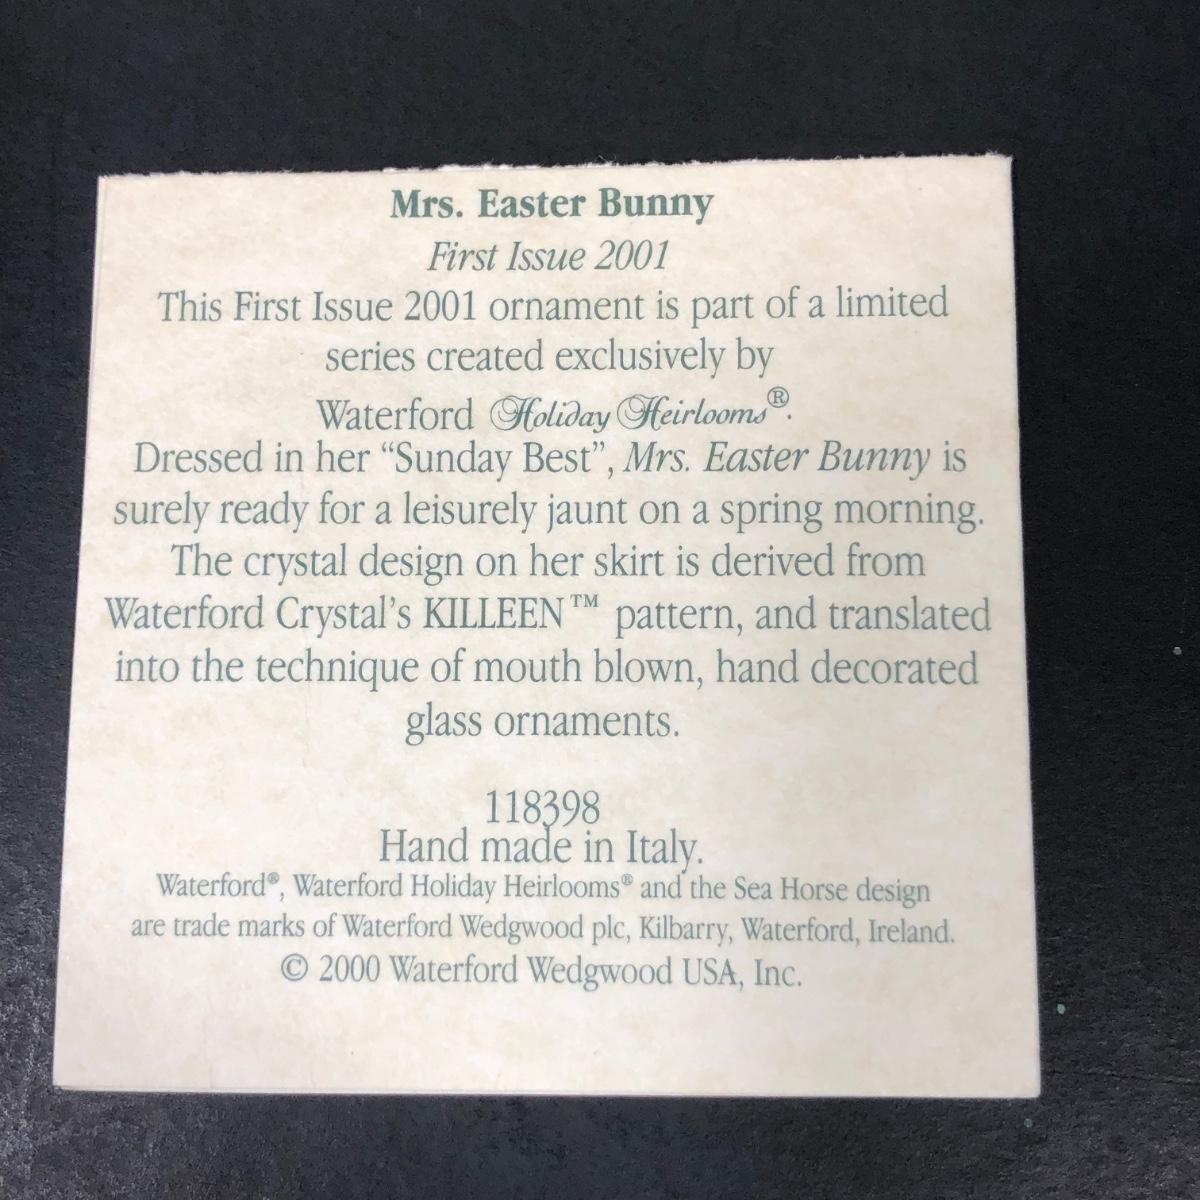 Mrs. Easter Bunny
First Issue 2001
This First Issue 2001 ornament is part of a limited
series created exclusively by
Waterford Holiday Heirlooms®.
Dressed in her “Sunday Best”, Mrs. Easter Bunny is
surely ready for a leisurely jaunt on a spring morning.
The crystal design on her skirt is derived from
Waterford Crystal’s KILLEEN™ pattern, and translated
into the technique of mouth blown, hand decorated
glass ornaments.
118398
Hand made in Italy.
Waterford®, Waterford Holiday Heirlooms® and the Sea Horse design
are trade marks of Waterford Wedgwood plc, Kilbarry, Waterford, Ireland.
© 2000 Waterford Wedgwood USA, Inc.